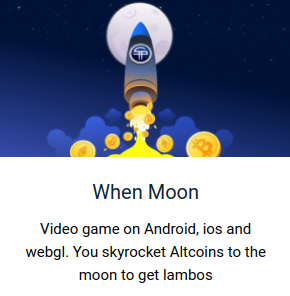 When Moon
Video game on Android, ios and
webgl. You skyrocket Altcoins to the
moon to get lambos